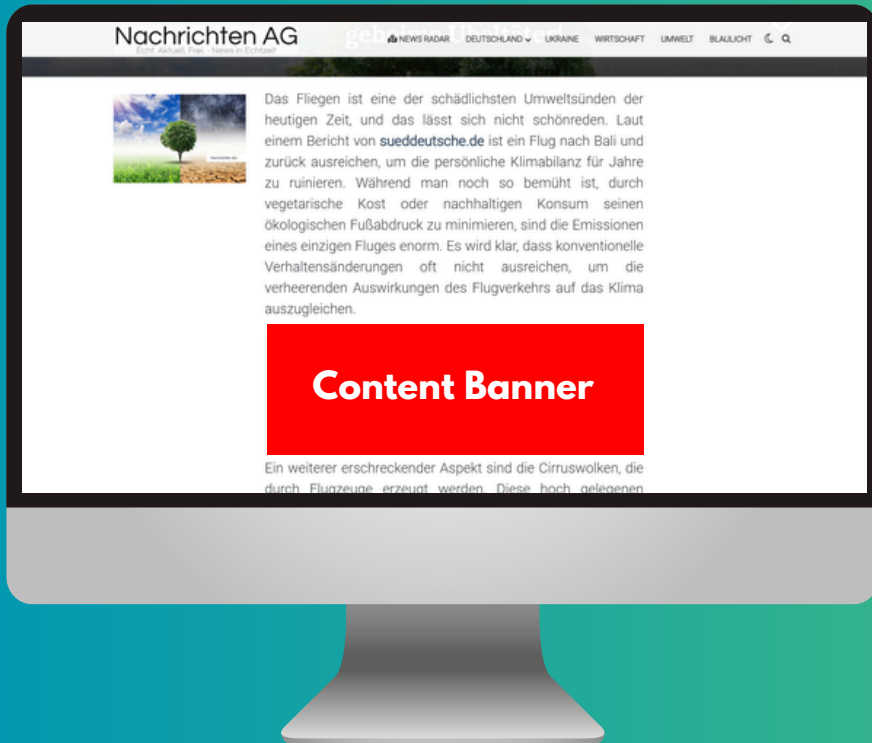 Nachrichten AG
Echt. Aktuell. Frei. - News in Echtzeit
geheime Übeltäter!
NEWS RADAR DEUTSCHLAND UKRAINE WIRTSCHAFT UMWELT BLAULICHT
Das Fliegen ist eine der schädlichsten Umweltsünden der
heutigen Zeit, und das lässt sich nicht schönreden. Laut
einem Bericht von sueddeutsche.de ist ein Flug nach Bali und
zurück ausreichen, um die persönliche Klimabilanz für Jahre
zu ruinieren. Während man noch so bemüht ist, durch
vegetarische Kost oder nachhaltigen Konsum seinen
ökologischen Fußabdruck zu minimieren, sind die Emissionen
eines einzigen Fluges enorm. Es wird klar, dass konventionelle
Verhaltensänderungen oft nicht ausreichen, um die
verheerenden Auswirkungen des Flugverkehrs auf das Klima
auszugleichen.
Content Banner
Ein weiterer erschreckender Aspekt sind die Cirruswolken, die
durch Flugzeuge erzeugt werden. Diese hoch gelegenen